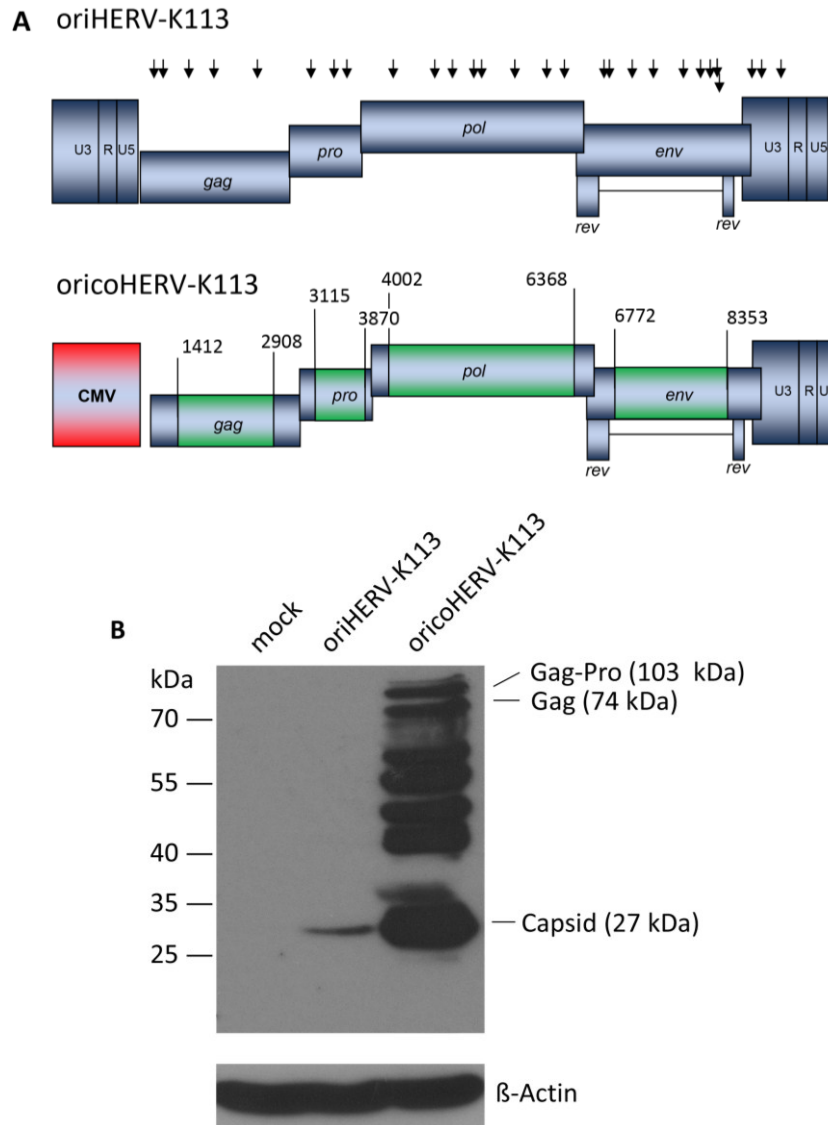 A oriHERV-K113
U3 R U5 gag pro pol env rev rev U3 R U5
oricoHERV-K113
4002 6368
3115 6772 8353
1412 2908 3870
CMV gag pro pol env rev rev U3 R U
B mock oriHERV-K113 oricoHERV-K113
kDa
Gag-Pro (103 kDa)
70
Gag (74 kDa)
55
40
35
Capsid (27 kDa)
25
ß-Actin